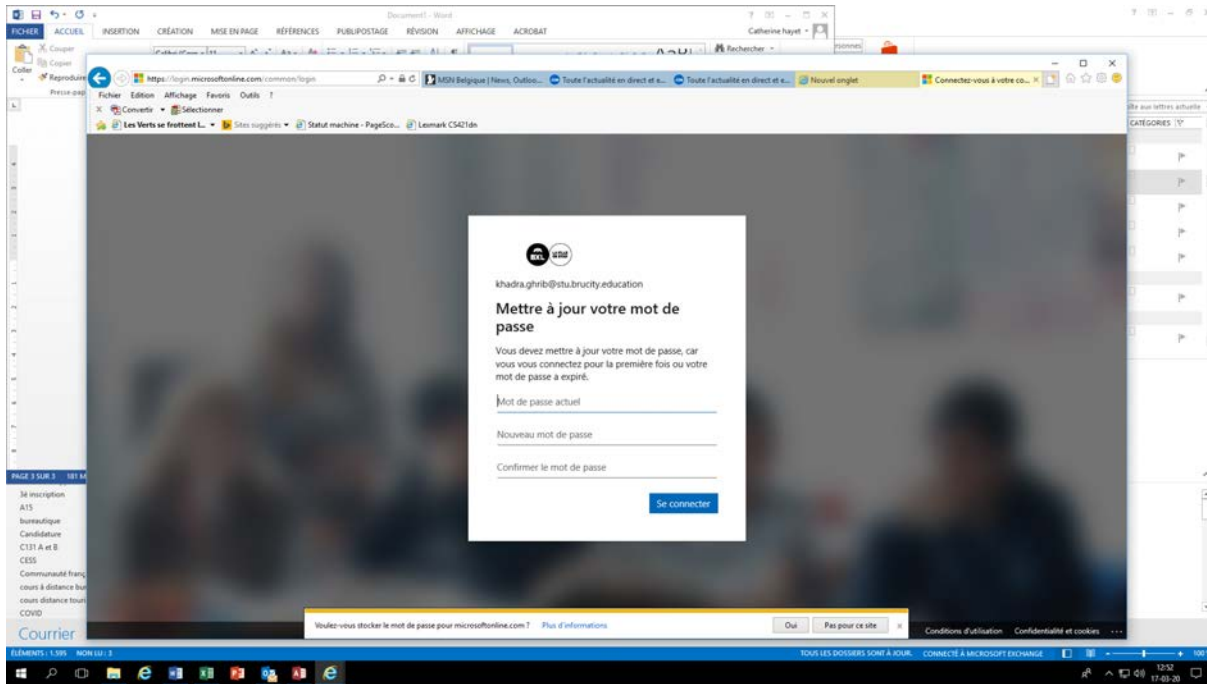 Document1 - Word
FICHIER ACCUEIL INSERTION CRÉATION MISE EN PAGE RÉFÉRENCES PUBLIPOSTAGE RÉVISION AFFICHAGE ACROBAT
Catherine hayet
Couper
Rechercher
Coller
Copier
Reproduire
https://login.microsoftonline.com/common/login
MSN Belgique | News, Outloo...
Toute l'actualité en direct et e...
Toute l'actualité en direct et e...
Nouvel onglet
Connectez-vous à votre co...
Fichier Edition Affichage Favoris Outils ?
Convertir Sélectionner
Les Verts se frottent L... Sites suggérés Statut machine - PageSco... Lexmark CS421dn
CATÉGORIES
BXL
khadra.ghrib@stu.brucity.education
Mettre à jour votre mot de
passe
Vous devez mettre à jour votre mot de passe, car
vous vous connectez pour la première fois ou votre
mot de passe a expiré.
Mot de passe actuel
Nouveau mot de passe
Confirmer le mot de passe
Se connecter
PAGE 3 SUR 3
3è inscription
A15
bureautique
Candidature
C131 A et B
CESS
Communauté franç
cours à distance bur
cours distance touri
COVID
Voulez-vous stocker le mot de passe pour microsoftonline.com ? Plus d'informations Oui Pas pour ce site
Conditions d'utilisation Confidentialité et cookies ...
Courrier
ÉLÉMENTS : 1.595 NON LU : 3
TOUS LES DOSSIERS SONT À JOUR. CONNECTÉ À MICROSOFT EXCHANGE
12:52
17-03-20